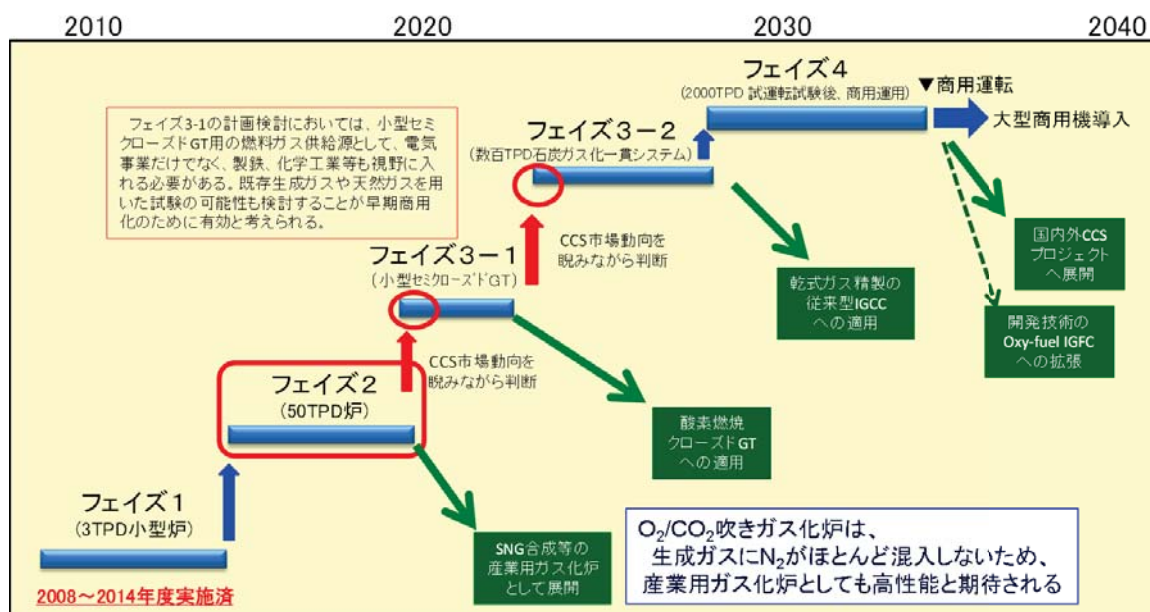 2010
2020
2030
2040
フェイズ4
(2000TPD 試運転試験後、商用運用)
▼商用運転
大型商用機導入
フェイズ3-1の計画検討においては、小型セミ
クローズドGT用の燃料ガス供給源として、電気
事業だけでなく、製鉄、化学工業等も視野に入
れる必要がある。既存生成ガスや天然ガスを用
いた試験の可能性も検討することが早期商用
化のために有効と考えられる。
フェイズ3-2
(数百TPD石炭ガス化一貫システム)
CCS市場動向を
睨みながら判断
国内外CCS
プロジェクト
へ展開
フェイズ3-1
(小型セミクローズドGT)
乾式ガス精製の
従来型IGCC
への適用
開発技術の
Oxy-fuel IGFC
への拡張
CCS市場動向を
睨みながら判断
フェイズ2
(50TPD炉)
酸素燃焼
クローズドGT
への適用
フェイズ1
(3TPD小型炉)
SNG合成等の
産業用ガス化炉
として展開
O₂/CO₂吹きガス化炉は、
生成ガスにN₂がほとんど混入しないため、
産業用ガス化炉としても高性能と期待される
2008~2014年度実施済